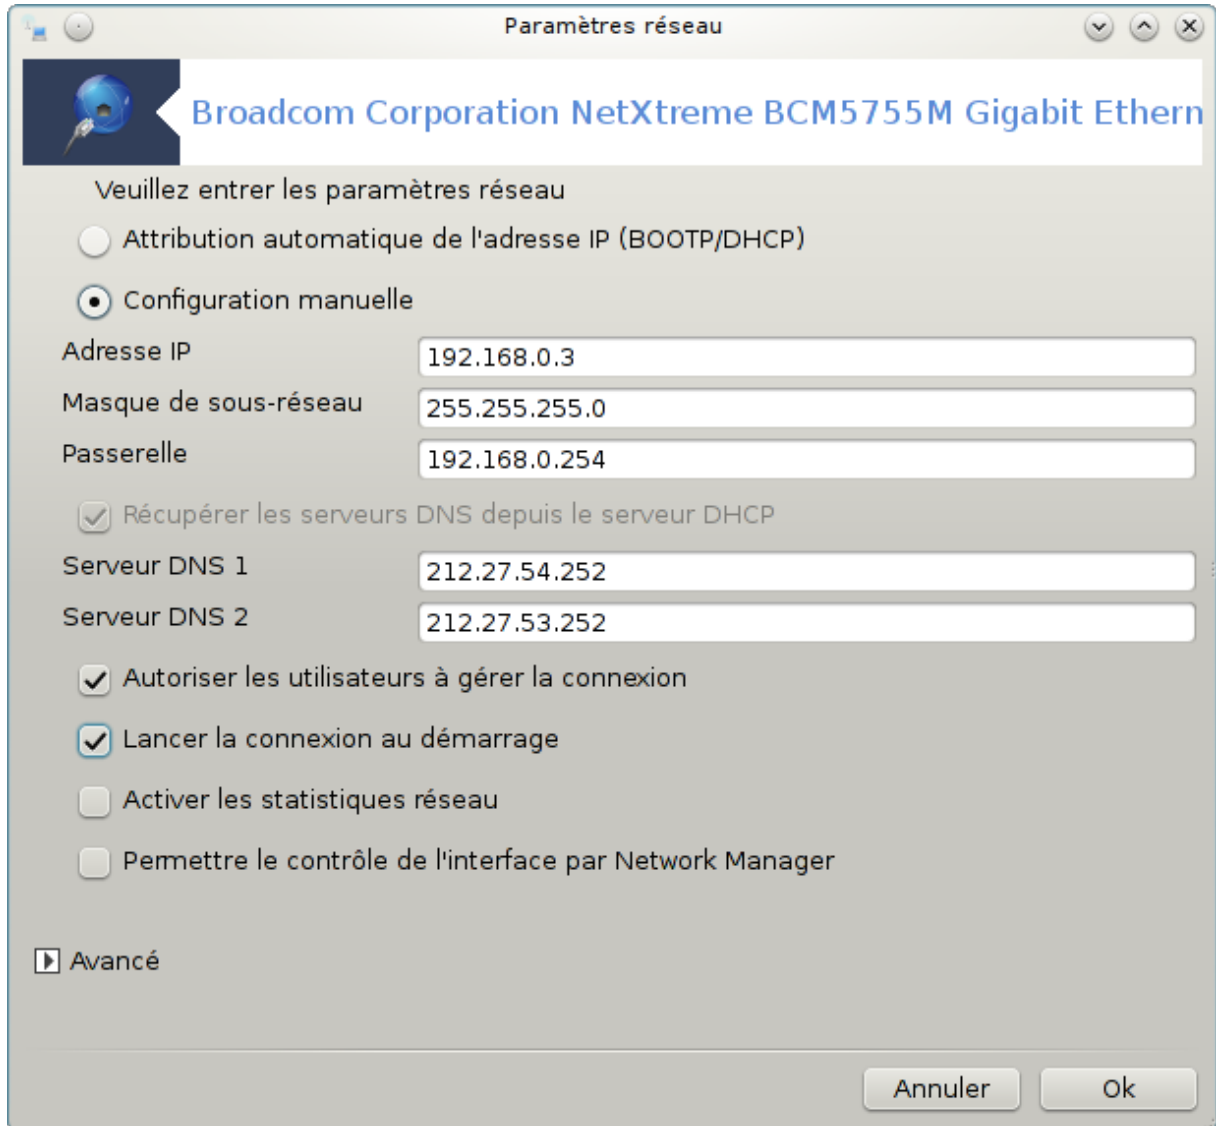 Paramètres réseau
Broadcom Corporation NetXtreme BCM5755M Gigabit Ethern
Veuillez entrer les paramètres réseau
Attribution automatique de l'adresse IP (BOOTP/DHCP)
Configuration manuelle
Adresse IP 192.168.0.3
Masque de sous-réseau 255.255.255.0
Passerelle 192.168.0.254
Récupérer les serveurs DNS depuis le serveur DHCP
Serveur DNS 1 212.27.54.252
Serveur DNS 2 212.27.53.252
Autoriser les utilisateurs à gérer la connexion
Lancer la connexion au démarrage
Activer les statistiques réseau
Permettre le contrôle de l'interface par Network Manager
Avancé
Annuler Ok